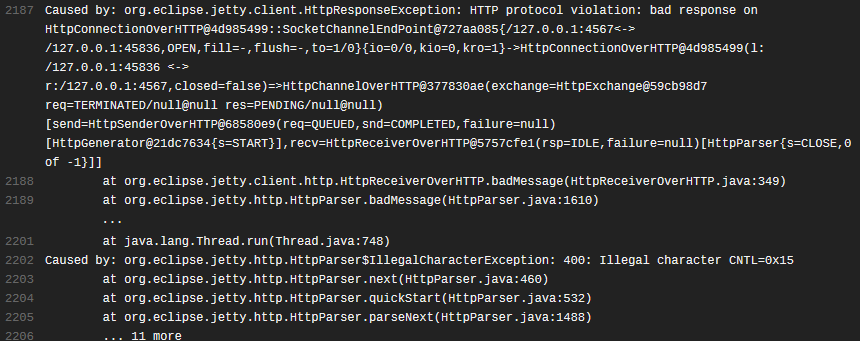 2187 Caused by: org.eclipse.jetty.client.HttpResponseException: HTTP protocol violation: bad response on
HttpConnectionOverHTTP@4d985499::SocketChannelEndPoint@727aa085{/127.0.0.1:4567<->
/127.0.0.1:45836,OPEN,fill=-,flush=-,to=1/0}{io=0/0,kio=0,kro=1}->HttpConnectionOverHTTP@4d985499(l:
/127.0.0.1:45836 <->
r:/127.0.0.1:4567,closed=false)=>HttpChannelOverHTTP@377830ae(exchange=HttpExchange@59cb98d7
req=TERMINATED/null@null res=PENDING/null@null)
[send=HttpSenderOverHTTP@68580e9(req=QUEUED,snd=COMPLETED,failure=null)
[HttpGenerator@21dc7634{s=START}],recv=HttpReceiverOverHTTP@5757cfe1(rsp=IDLE,failure=null)[HttpParser{s=CLOSE,0
of -1}]]
2188 at org.eclipse.jetty.client.http.HttpReceiverOverHTTP.badMessage(HttpReceiverOverHTTP.java:349)
2189 at org.eclipse.jetty.http.HttpParser.badMessage(HttpParser.java:1610)
...
2201 at java.lang.Thread.run(Thread.java:748)
2202 Caused by: org.eclipse.jetty.http.HttpParser$IllegalCharacterException: 400: Illegal character CNTL=0x15
2203 at org.eclipse.jetty.http.HttpParser.next(HttpParser.java:460)
2204 at org.eclipse.jetty.http.HttpParser.quickStart(HttpParser.java:532)
2205 at org.eclipse.jetty.http.HttpParser.parseNext(HttpParser.java:1488)
2206 ... 11 more